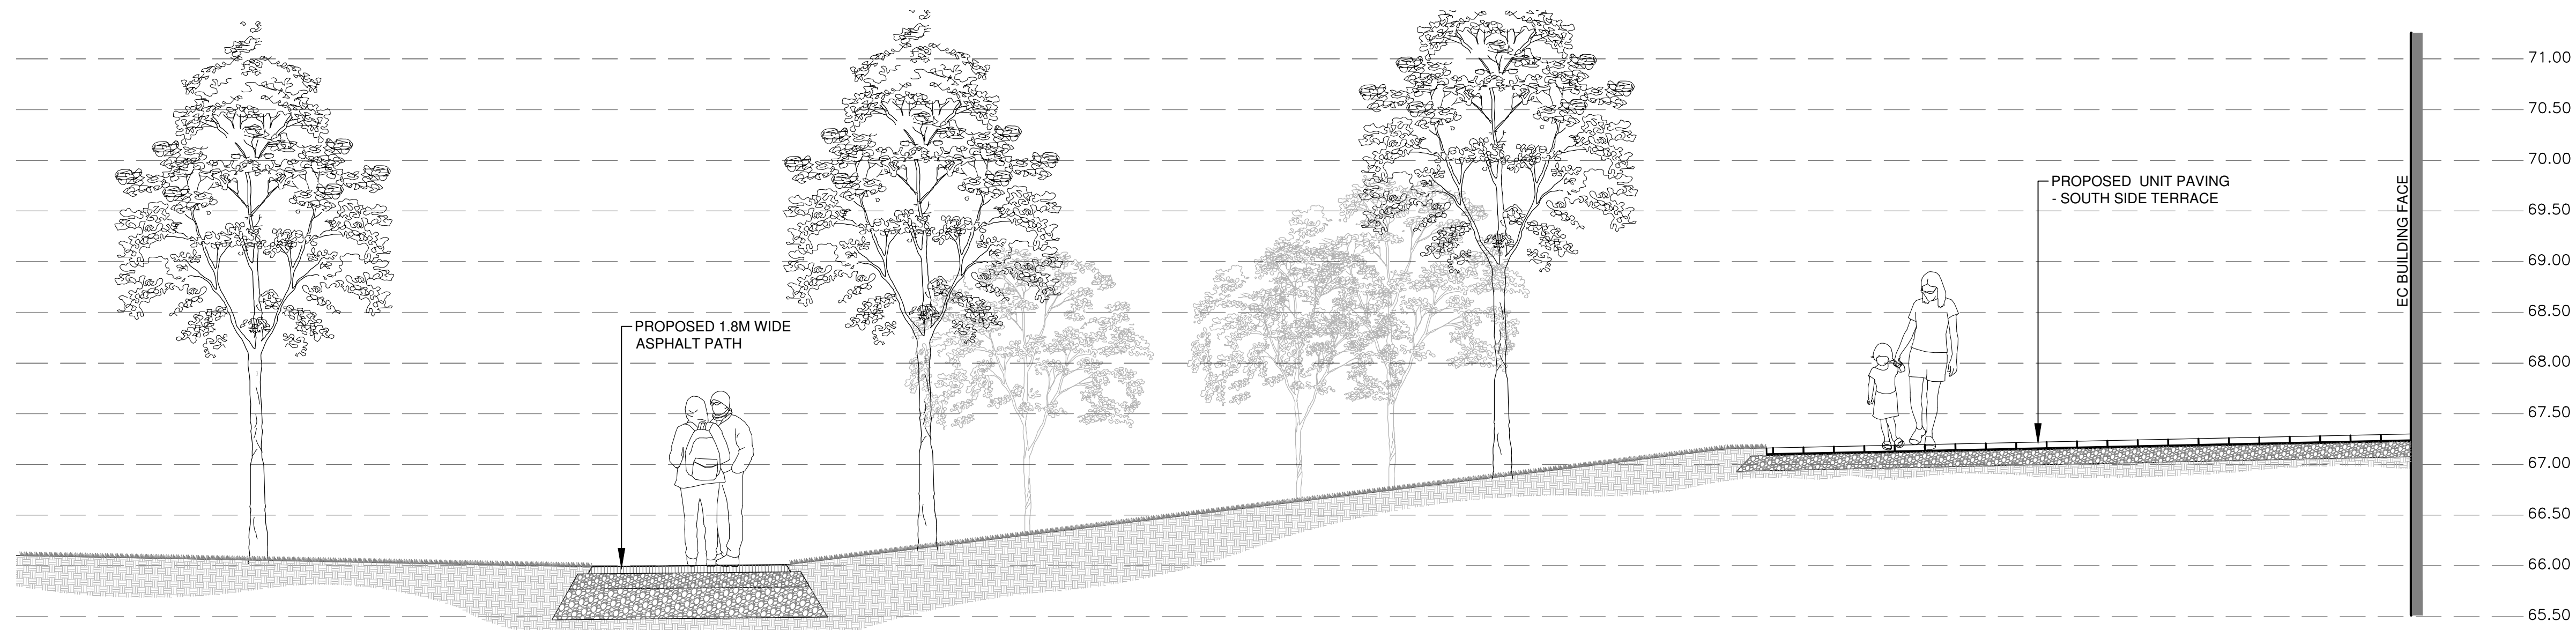 71.00
70.50
70.00
PROPOSED UNIT PAVING
- SOUTH SIDE TERRACE
69.50
69.00
EC BUILDING FACE
68.50
PROPOSED 1.8M WIDE
ASPHALT PATH
68.00
67.50
67.00
66.50
66.00
65.50